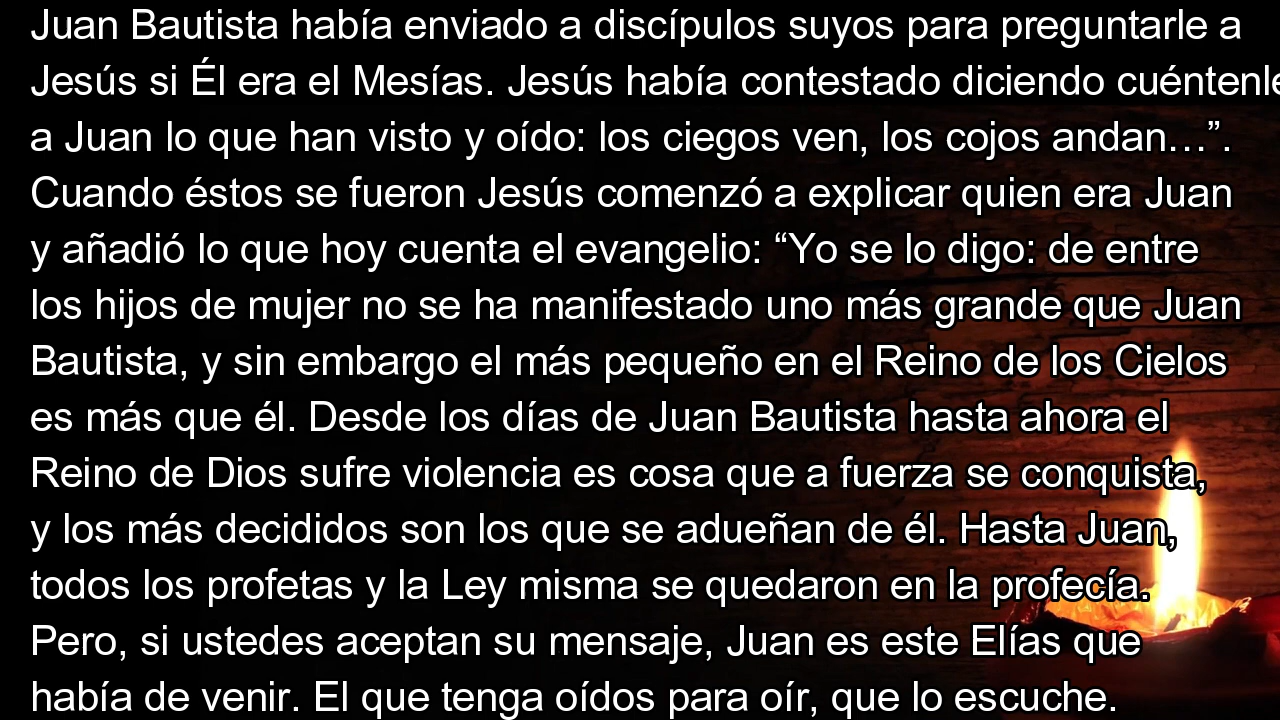 Juan Bautista había enviado a discípulos suyos para preguntarle a
Jesús si Él era el Mesías. Jesús había contestado diciendo cuéntenle
a Juan lo que han visto y oído: los ciegos ven, los cojos andan…”.
Cuando éstos se fueron Jesús comenzó a explicar quien era Juan
y añadió lo que hoy cuenta el evangelio: “Yo se lo digo: de entre
los hijos de mujer no se ha manifestado uno más grande que Juan
Bautista, y sin embargo el más pequeño en el Reino de los Cielos
es más que él. Desde los días de Juan Bautista hasta ahora el
Reino de Dios sufre violencia es cosa que a fuerza se conquista,
y los más decididos son los que se adueñan de él. Hasta Juan,
todos los profetas y la Ley misma se quedaron en la profecía.
Pero, si ustedes aceptan su mensaje, Juan es este Elías que
había de venir. El que tenga oídos para oír, que lo escuche.